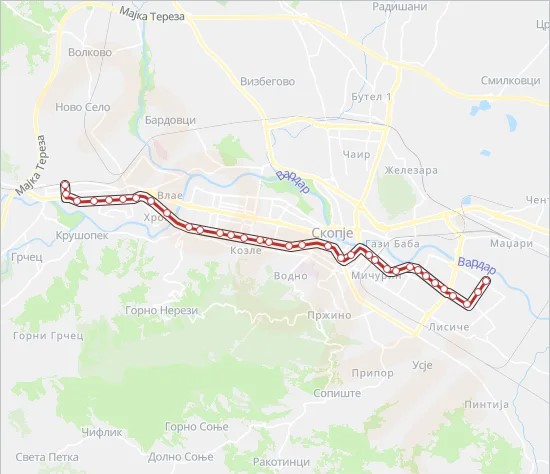 Радишани
Мајка Тереза
Волково
Цр
Визбегово
Смилковци
Бутел 1
Ново Село
Бардовци
Чаир
Мајка Тереза
Железара
Вардар
Влае
Чент
Хро
Скопје
Крушопек
Гази Баба
Маџари
Козле
Грчец
Вардар
Водно
Мичурин
Горно Нерези
Пржино
Лисиче
Горни Грчец
Усје
Припор
Сопиште
Пинтија
Горно Соње
Чифлик
Света Петка
Долно Соње
Ракотинци